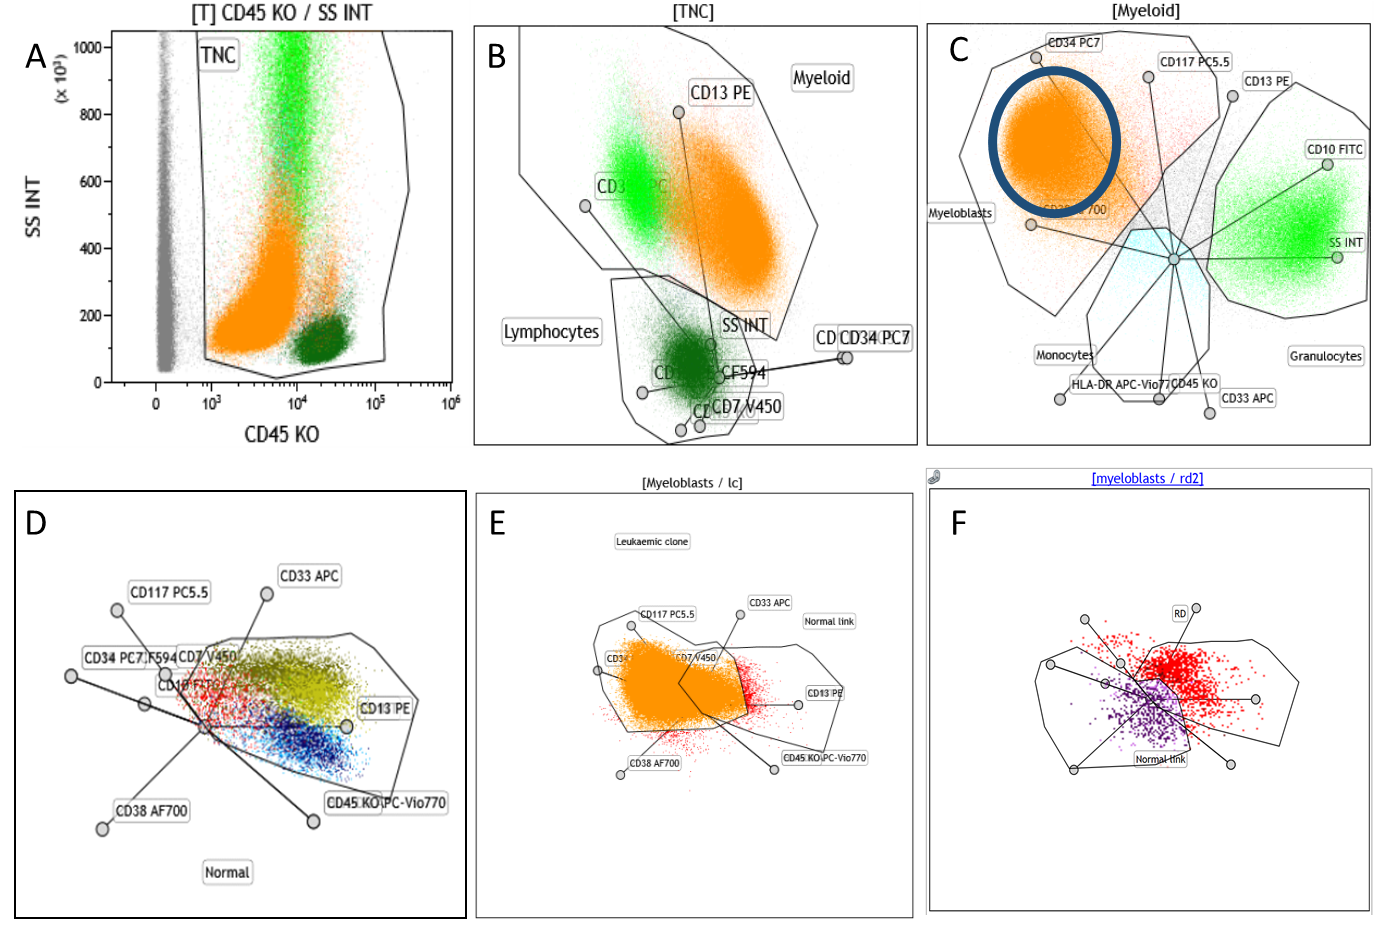 [T] CD45 KO / SS INT
A
TNC
1000
(x 10³)
800
600
400
200
0
SS INT
0
10³
10⁴
10⁵
10⁶
CD45 KO
[TNC]
B
Myeloid
CD13 PE
Lymphocytes
SS INT
CD34 PC7
CF594
CD7 V450
[Myeloid]
C
CD34 PC7
CD117 PC5.5
CD13 PE
CD10 FITC
Myeloblasts
700
SS INT
Monocytes
Granulocytes
HLA-DR APC-Vio77
CD45 KO
CD33 APC
D
CD33 APC
CD117 PC5.5
CD34 PC7
F594
CD7 V450
CD13 PE
CD45 KO
PC-Vio770
CD38 AF700
Normal
[Myeloblasts / lc]
E
Leukaemic clone
CD117 PC5.5
CD33 APC
Normal link
CD34
CD7 V450
CD13 PE
CD45 KO
PC-Vio770
CD38 AF700
[myeloblasts / rd2]
F
RD
Normal link